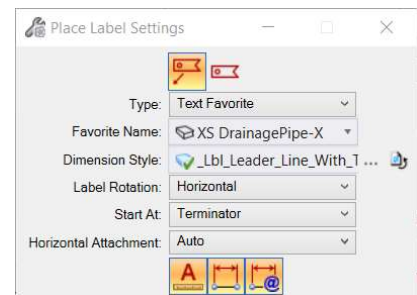 Place Label Settings
Type: Text Favorite
Favorite Name: XS DrainagePipe-X
Dimension Style: _Lbl_Leader_Line_With_T ...
Label Rotation: Horizontal
Start At: Terminator
Horizontal Attachment: Auto
A @